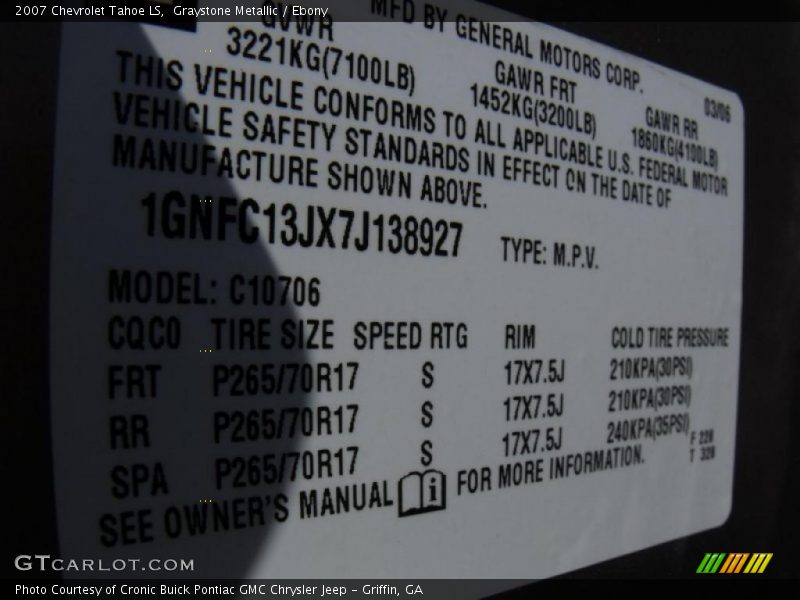 2007 Chevrolet Tahoe LS, Graystone Metallic / Ebony
MFD BY GENERAL MOTORS CORP.
03/06
GVWR GAWR FRT GAWR RR
3221KG(7100LB) 1452KG(3200LB) 1860KG(4100LB)
THIS VEHICLE CONFORMS TO ALL APPLICABLE U.S. FEDERAL MOTOR
VEHICLE SAFETY STANDARDS IN EFFECT ON THE DATE OF
MANUFACTURE SHOWN ABOVE.
1GNFC13JX7J138927 TYPE: M.P.V.
MODEL: C10706
CQC0 TIRE SIZE SPEED RTG RIM COLD TIRE PRESSURE
FRT P265/70R17 S 17X7.5J 210KPA(30PSI)
RR P265/70R17 S 17X7.5J 210KPA(30PSI)
SPA P265/70R17 S 17X7.5J 240KPA(35PSI)
SEE OWNER'S MANUAL i FOR MORE INFORMATION.
GTCARLOT.COM
Photo Courtesy of Cronic Buick Pontiac GMC Chrysler Jeep - Griffin, GA